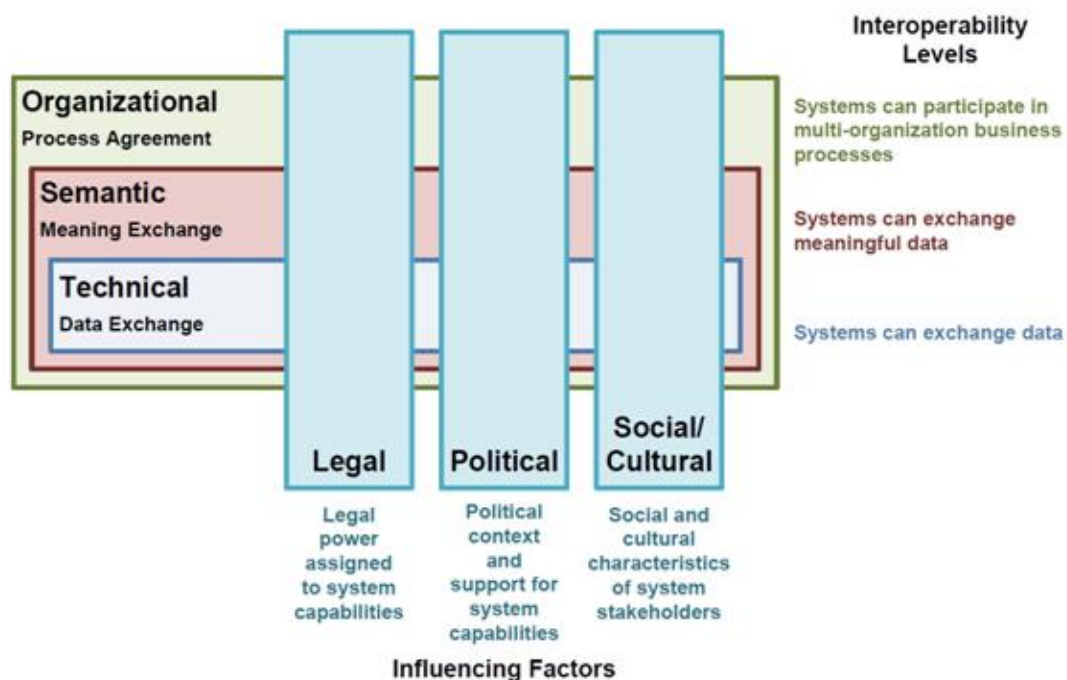 Interoperability
Levels
Organizational
Process Agreement
Systems can participate in
multi-organization business
processes
Semantic
Meaning Exchange
Systems can exchange
meaningful data
Technical
Data Exchange
Systems can exchange data
Legal
Political
Social/
Cultural
Legal
power
assigned
to system
capabilities
Political
context
and
support for
system
capabilities
Social and
cultural
characteristics
of system
stakeholders
Influencing Factors